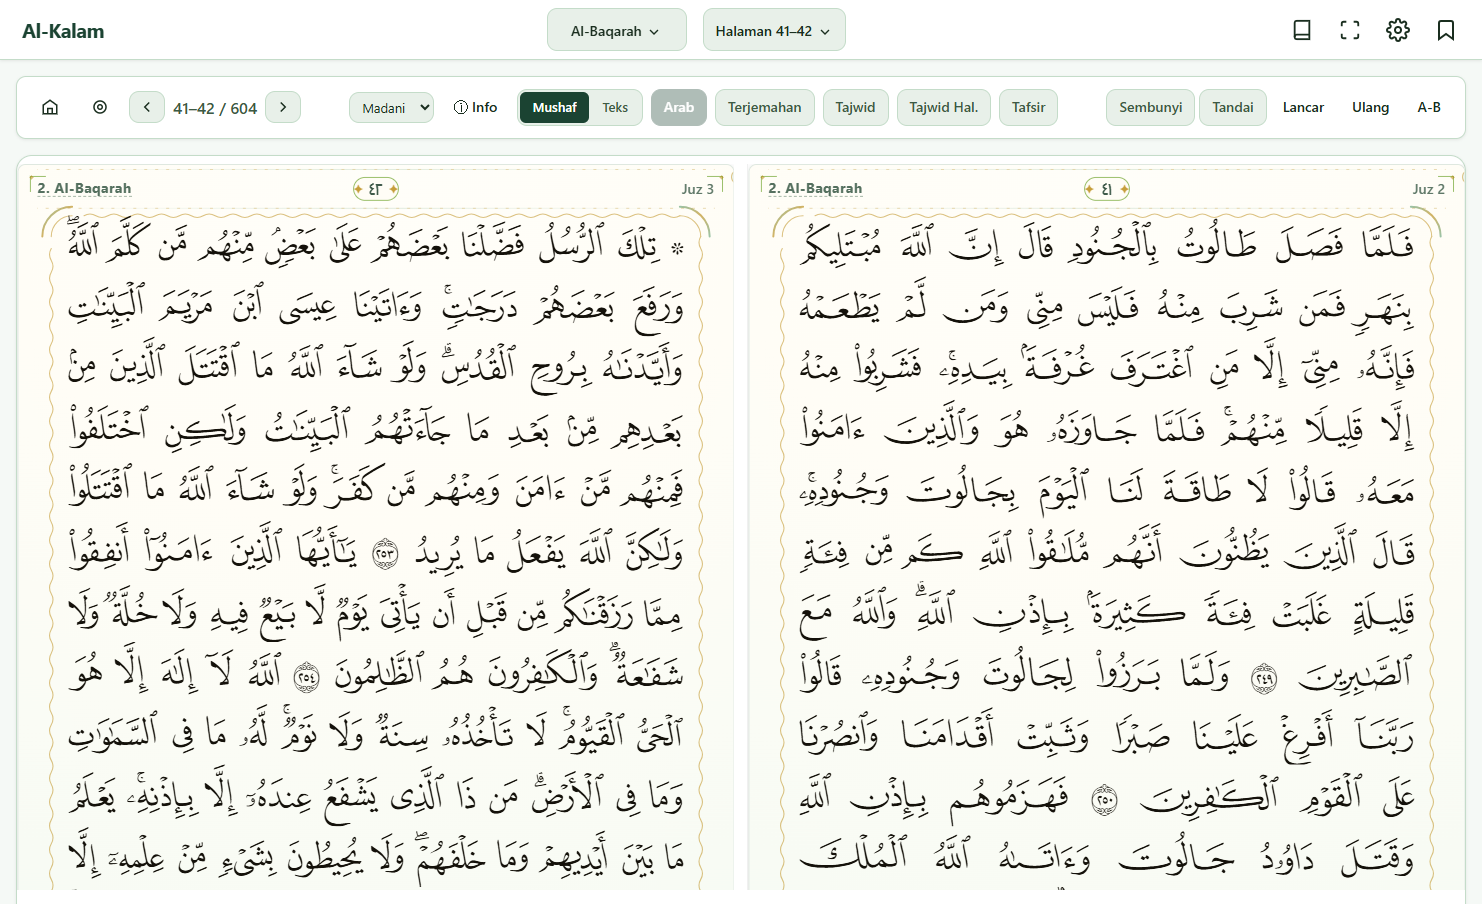 Al-Kalam
Al-Baqarah
Halaman 41–42
41–42 / 604
Madani
Info
Mushaf
Teks
Arab
Terjemahan
Tajwid
Tajwid Hal.
Tafsir
Sembunyi
Tandai
Lancar
Ulang
A-B
2. Al-Baqarah
٤١
Juz 2
فَلَمَّا فَصَلَ طَالُوتُ بِٱلْجُنُودِ قَالَ إِنَّ ٱللَّهَ مُبْتَلِيكُم
بِنَهَرٍ فَمَن شَرِبَ مِنْهُ فَلَيْسَ مِنِّى وَمَن لَّمْ يَطْعَمْهُ
فَإِنَّهُۥ مِنِّىٓ إِلَّا مَنِ ٱغْتَرَفَ غُرْفَةًۢ بِيَدِهِۦۚ فَشَرِبُوا۟ مِنْهُ
إِلَّا قَلِيلًا مِّنْهُمْۚ فَلَمَّا جَاوَزَهُۥ هُوَ وَٱلَّذِينَ ءَامَنُوا۟
مَعَهُۥ قَالُوا۟ لَا طَاقَةَ لَنَا ٱلْيَوْمَ بِجَالُوتَ وَجُنُودِهِۦۚ
قَالَ ٱلَّذِينَ يَظُنُّونَ أَنَّهُم مُّلَٰقُوا۟ ٱللَّهِ كَم مِّن فِئَةٍ
قَلِيلَةٍ غَلَبَتْ فِئَةً كَثِيرَةًۢ بِإِذْنِ ٱللَّهِۗ وَٱللَّهُ مَعَ
ٱلصَّٰبِرِينَ ٢٤٩ وَلَمَّا بَرَزُوا۟ لِجَالُوتَ وَجُنُودِهِۦ قَالُوا۟
رَبَّنَآ أَفْرِغْ عَلَيْنَا صَبْرًا وَثَبِّتْ أَقْدَامَنَا وَٱنصُرْنَا
عَلَى ٱلْقَوْمِ ٱلْكَٰفِرِينَ ٢٥٠ فَهَزَمُوهُم بِإِذْنِ ٱللَّهِ
وَقَتَلَ دَاوُۥدُ جَالُوتَ وَءَاتَىٰهُ ٱللَّهُ ٱلْمُلْكَ
2. Al-Baqarah
٤٢
Juz 3
۞ تِلْكَ ٱلرُّسُلُ فَضَّلْنَا بَعْضَهُمْ عَلَىٰ بَعْضٍۘ مِّنْهُم مَّن كَلَّمَ ٱللَّهُۖ
وَرَفَعَ بَعْضَهُمْ دَرَجَٰتٍۚ وَءَاتَيْنَا عِيسَى ٱبْنَ مَرْيَمَ ٱلْبَيِّنَٰتِ
وَأَيَّدْنَٰهُ بِرُوحِ ٱلْقُدُسِۗ وَلَوْ شَآءَ ٱللَّهُ مَا ٱقْتَتَلَ ٱلَّذِينَ مِنۢ
بَعْدِهِم مِّنۢ بَعْدِ مَا جَآءَتْهُمُ ٱلْبَيِّنَٰتُ وَلَٰكِنِ ٱخْتَلَفُوا۟
فَمِنْهُم مَّنْ ءَامَنَ وَمِنْهُم مَّن كَفَرَۚ وَلَوْ شَآءَ ٱللَّهُ مَا ٱقْتَتَلُوا۟
وَلَٰكِنَّ ٱللَّهَ يَفْعَلُ مَا يُرِيدُ ٢٥٣ يَٰٓأَيُّهَا ٱلَّذِينَ ءَامَنُوٓا۟ أَنفِقُوا۟
مِمَّا رَزَقْنَٰكُم مِّن قَبْلِ أَن يَأْتِىَ يَوْمٌ لَّا بَيْعٌ فِيهِ وَلَا خُلَّةٌ وَلَا
شَفَٰعَةٌۗ وَٱلْكَٰفِرُونَ هُمُ ٱلظَّٰلِمُونَ ٢٥٤ ٱللَّهُ لَآ إِلَٰهَ إِلَّا هُوَ
ٱلْحَىُّ ٱلْقَيُّومُۚ لَا تَأْخُذُهُۥ سِنَةٌ وَلَا نَوْمٌۚ لَّهُۥ مَا فِى ٱلسَّمَٰوَٰتِ
وَمَا فِى ٱلْأَرْضِۗ مَن ذَا ٱلَّذِى يَشْفَعُ عِندَهُۥٓ إِلَّا بِإِذْنِهِۦۚ يَعْلَمُ
مَا بَيْنَ أَيْدِيهِمْ وَمَا خَلْفَهُمْۖ وَلَا يُحِيطُونَ بِشَىْءٍ مِّنْ عِلْمِهِۦٓ إِلَّا